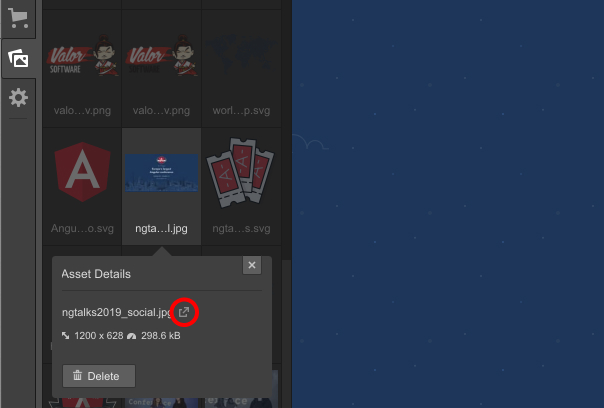 Valor
SOFTWARE
Valor
SOFTWARE
valo...v.png
valo...v.png
worl...p.svg
Angu...o.svg
ngta...l.jpg
ngta...s.svg
Asset Details
ngtalks2019_social.jpg
1200 x 628
298.6 kB
Delete